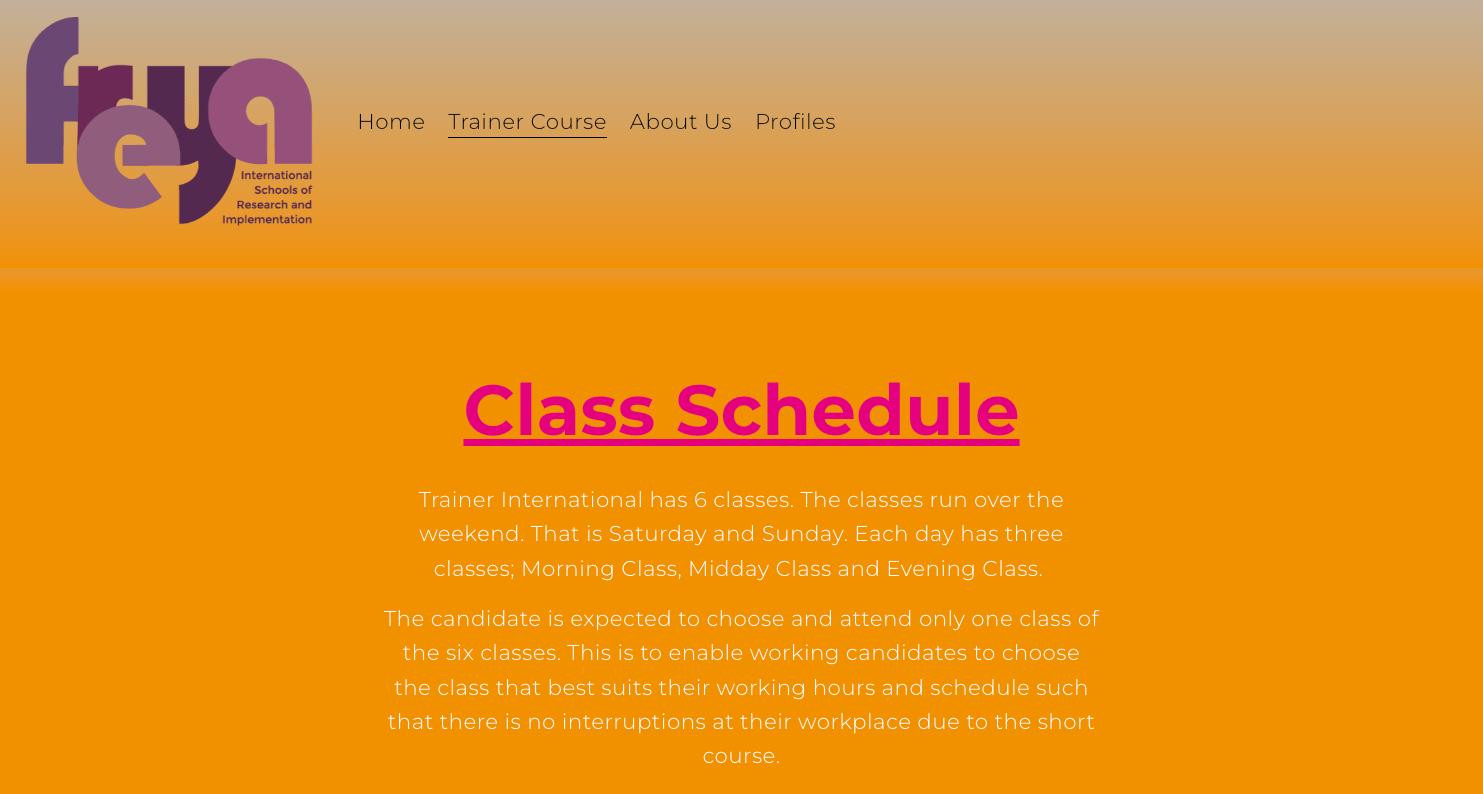 freya
International
Schools of
Research and
Implementation
Home Trainer Course About Us Profiles
Class Schedule
Trainer International has 6 classes. The classes run over the
weekend. That is Saturday and Sunday. Each day has three
classes; Morning Class, Midday Class and Evening Class.
The candidate is expected to choose and attend only one class of
the six classes. This is to enable working candidates to choose
the class that best suits their working hours and schedule such
that there is no interruptions at their workplace due to the short
course.